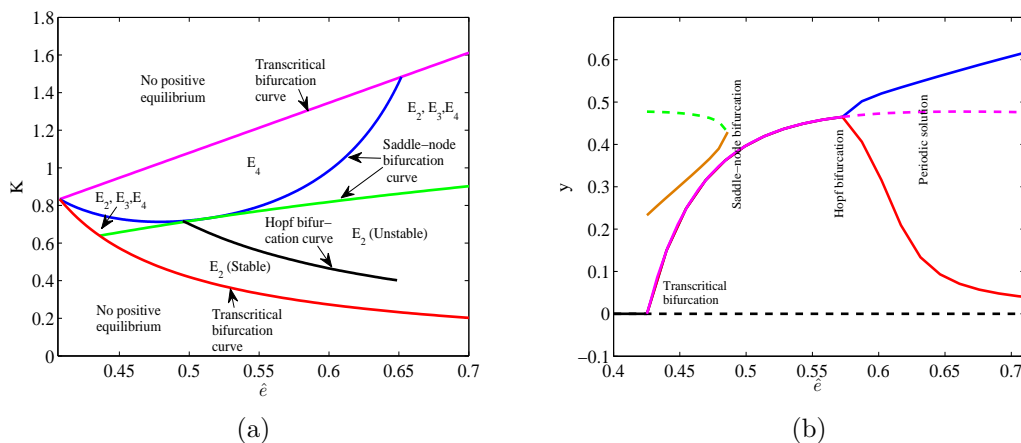 1.8
1.6
1.4
1.2
1
0.8
0.6
0.4
0.2
0
K
0.45
0.5
0.55
0.6
0.65
0.7
ê
No positive
equilibrium
Transcritical
bifurcation
curve
E2, E3,E4
E4
Saddle−node
bifurcation
curve
E2, E3,E4
Hopf bifur−
cation curve
E2 (Unstable)
E2 (Stable)
No positive
equilibrium
Transcritical
bifurcation
curve
(a)
0.6
0.5
0.4
0.3
0.2
0.1
0
−0.1
y
0.4
0.45
0.5
0.55
0.6
0.65
0.7
ê
Saddle−node bifurcation
Hopf bifurcation
Periodic solution
Transcritical
bifurcation
(b)